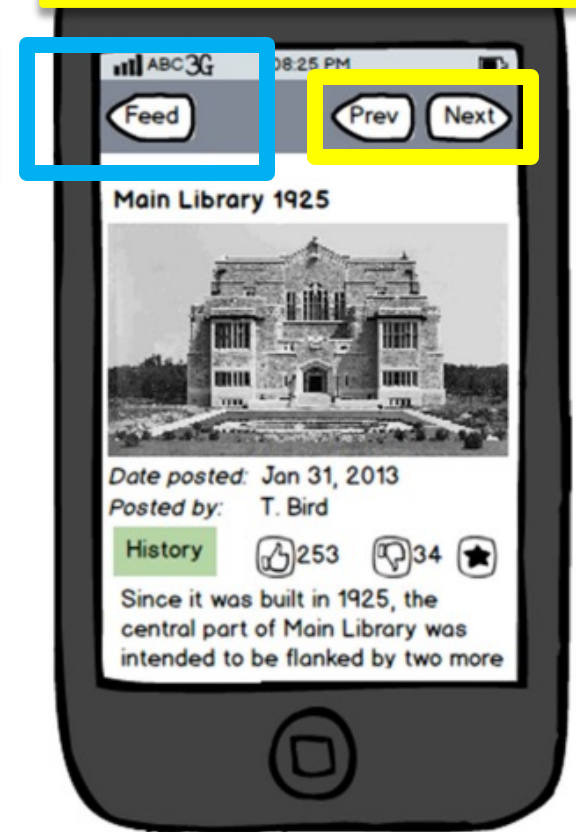 ABC 3G 08:25 PM
Feed Prev Next
Main Library 1925
Date posted: Jan 31, 2013
Posted by: T. Bird
History 253 34
Since it was built in 1925, the
central part of Main Library was
intended to be flanked by two more